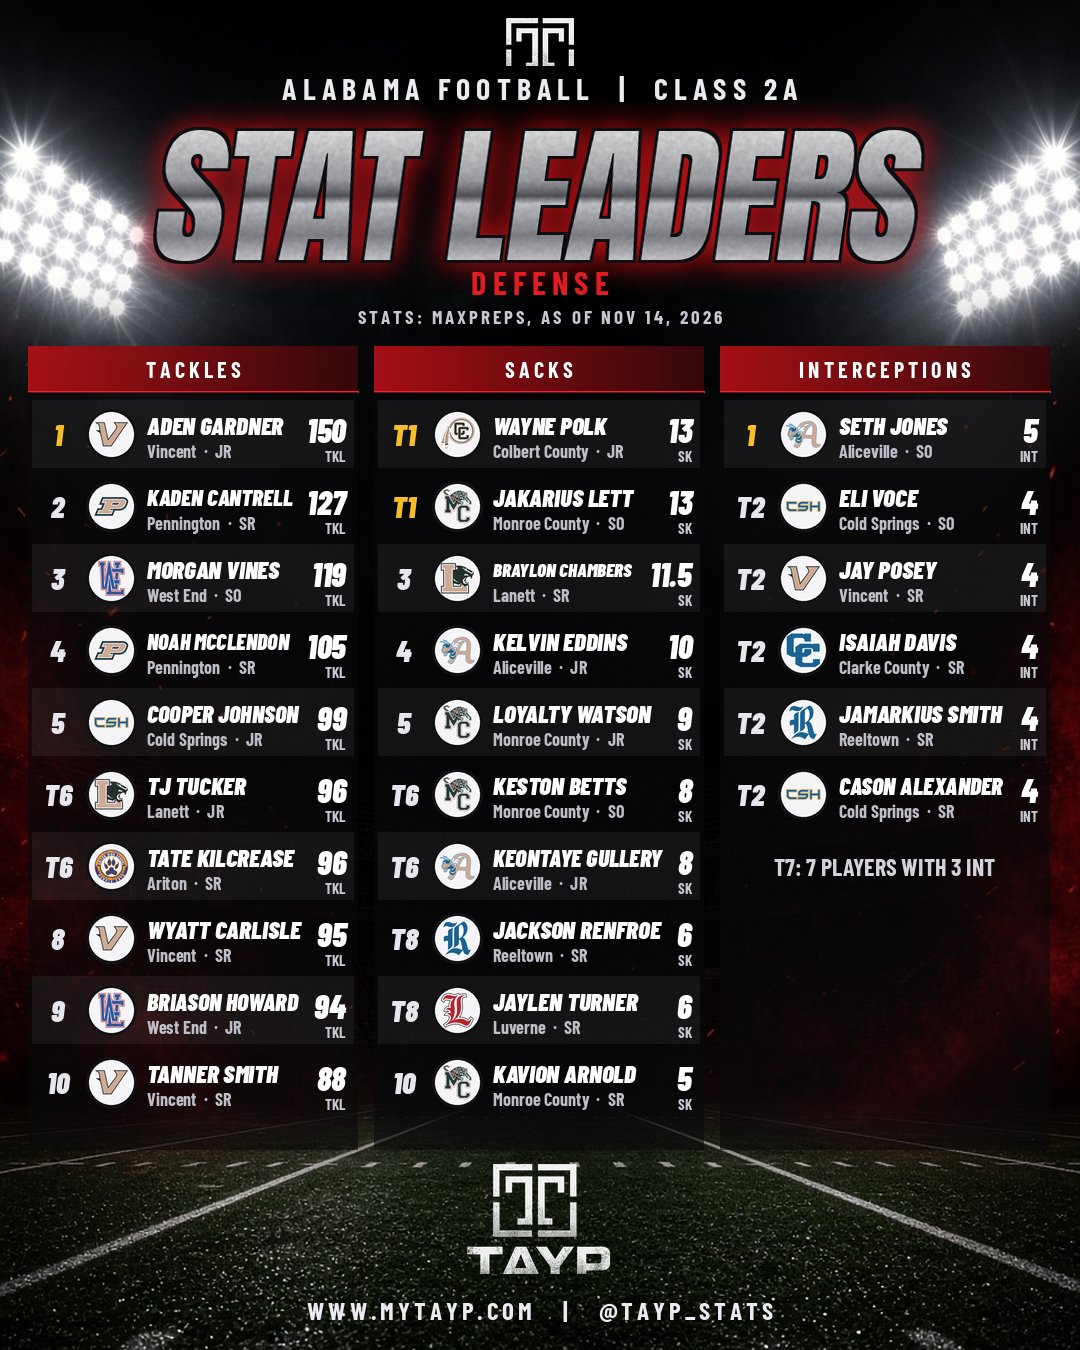 ALABAMA FOOTBALL | CLASS 2A
STAT LEADERS
DEFENSE
STATS: MAXPREPS, AS OF NOV 14, 2026
TACKLES
1 ADEN GARDNER 150
Vincent · JR TKL
2 KADEN CANTRELL 127
Pennington · SR TKL
3 MORGAN VINES 119
West End · SO TKL
4 NOAH MCCLENDON 105
Pennington · SR TKL
5 CSH COOPER JOHNSON 99
Cold Springs · JR TKL
T6 TJ TUCKER 96
Lanett · JR TKL
T6 TATE KILCREASE 96
Ariton · SR TKL
8 WYATT CARLISLE 95
Vincent · SR TKL
9 BRIASON HOWARD 94
West End · JR TKL
10 TANNER SMITH 88
Vincent · SR TKL
SACKS
T1 WAYNE POLK 13
Colbert County · JR SK
T1 JAKARIUS LETT 13
Monroe County · SO SK
3 BRAYLON CHAMBERS 11.5
Lanett · SR SK
4 KELVIN EDDINS 10
Aliceville · JR SK
5 LOYALTY WATSON 9
Monroe County · JR SK
T6 KESTON BETTS 8
Monroe County · SO SK
T6 KEONTAYE GULLERY 8
Aliceville · JR SK
T8 JACKSON RENFROE 6
Reeltown · SR SK
T8 JAYLEN TURNER 6
Luverne · SR SK
10 KAVION ARNOLD 5
Monroe County · SR SK
INTERCEPTIONS
1 SETH JONES 5
Aliceville · SO INT
T2 CSH ELI VOCE 4
Cold Springs · SO INT
T2 JAY POSEY 4
Vincent · SR INT
T2 ISAIAH DAVIS 4
Clarke County · SR INT
T2 JAMARKIUS SMITH 4
Reeltown · SR INT
T2 CSH CASON ALEXANDER 4
Cold Springs · SR INT
T7: 7 PLAYERS WITH 3 INT
TAYP
WWW.MYTAYP.COM | @TAYP_STATS